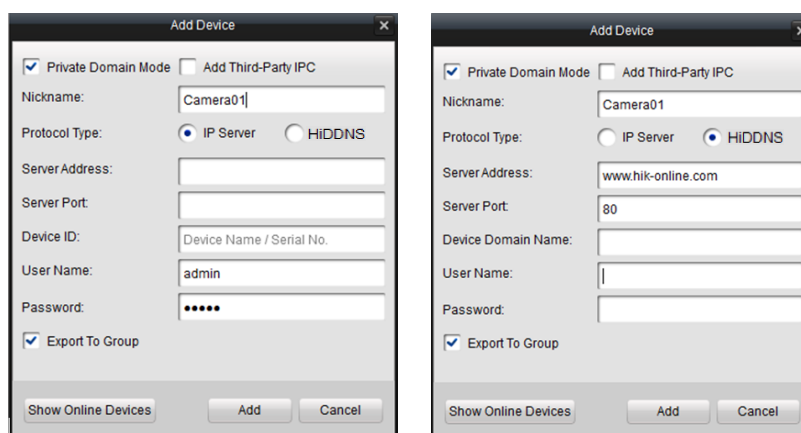 Add Device
Private Domain Mode Add Third-Party IPC
Nickname: Camera01
Protocol Type: IP Server HiDDNS
Server Address:
Server Port:
Device ID: Device Name / Serial No.
User Name: admin
Password: •••••
Export To Group
Show Online Devices Add Cancel
Add Device
Private Domain Mode Add Third-Party IPC
Nickname: Camera01
Protocol Type: IP Server HiDDNS
Server Address: www.hik-online.com
Server Port: 80
Device Domain Name:
User Name:
Password:
Export To Group
Show Online Devices Add Cancel